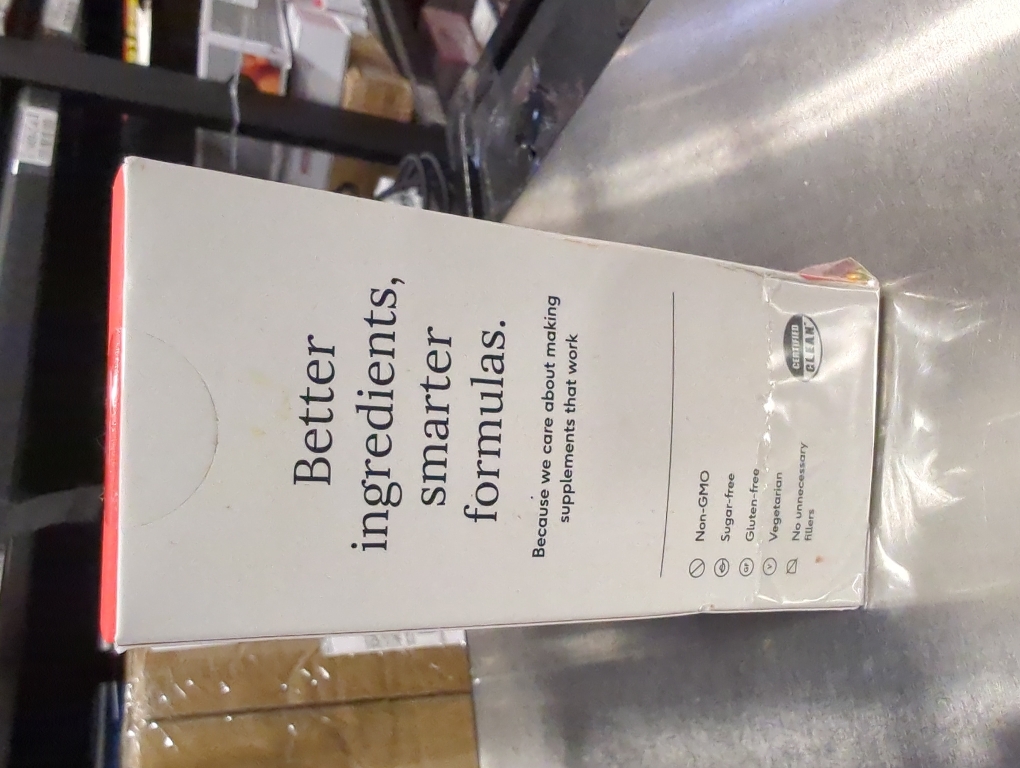 Better
ingredients,
smarter
formulas.
Because we care about making
supplements that work
Non-GMO
Sugar-free
GF Gluten-free
V Vegetarian
No unnecessary
fillers
CERTIFIED
CLEAN